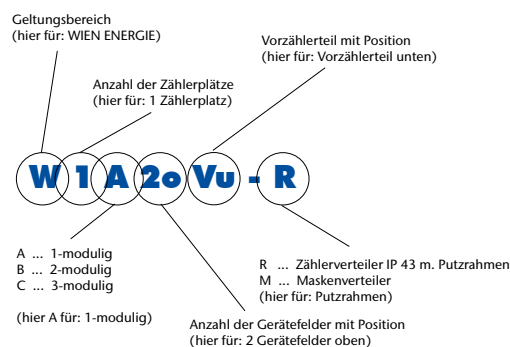 Geltungsbereich
(hier für: WIEN ENERGIE)
Vorzählerteil mit Position
(hier für: Vorzählerteil unten)
Anzahl der Zählerplätze
(hier für: 1 Zählerplatz)
W 1 A 2o Vu - R
A ... 1-modulig
B ... 2-modulig
C ... 3-modulig
(hier A für: 1-modulig)
R ... Zählerverteiler IP 43 m. Putzrahmen
M ... Maskenverteiler
(hier für: Putzrahmen)
Anzahl der Gerätefelder mit Position
(hier für: 2 Gerätefelder oben)